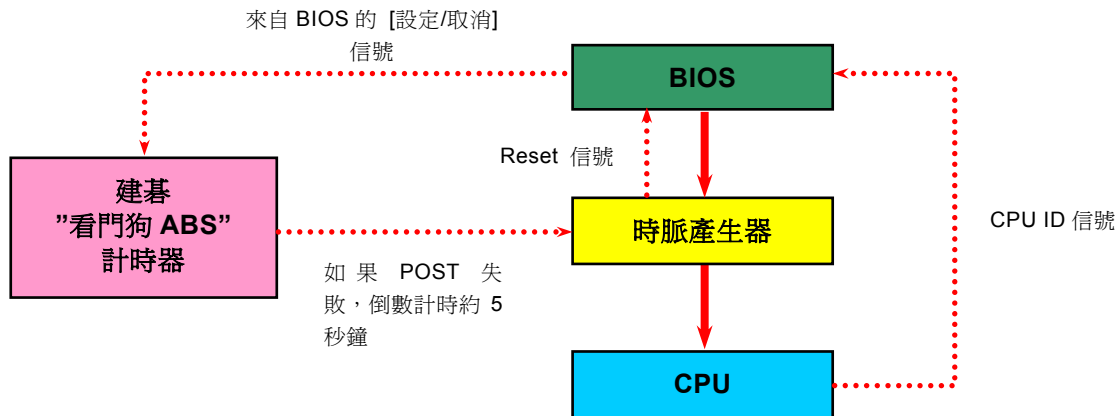 來自 BIOS 的 [設定/取消]
信號
BIOS
Reset 信號
建碁
"看門狗 ABS"
計時器
時脈產生器
CPU ID 信號
如果 POST 失
敗，倒數計時約 5
秒鐘
CPU